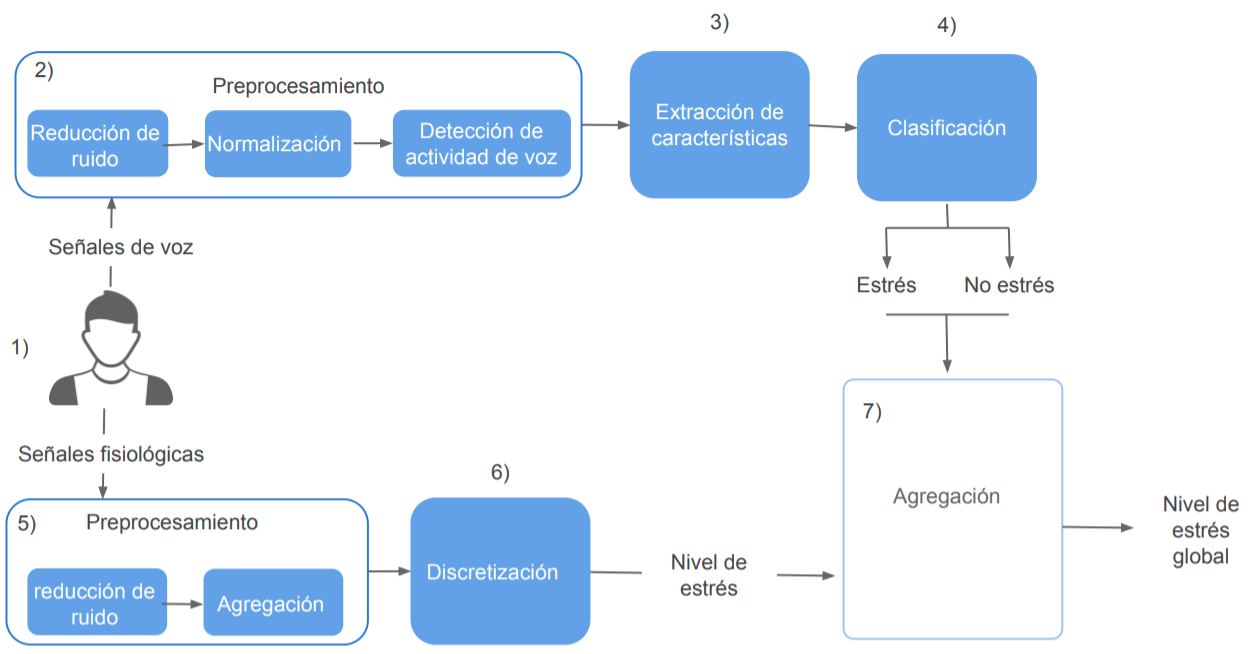 3)
4)
2)
Preprocesamiento
Reducción de
ruido
Normalización
Detección de
actividad de voz
Extracción de
características
Clasificación
Señales de voz
Estrés
No estrés
1)
7)
Agregación
Señales fisiológicas
6)
5)
Preprocesamiento
reducción de
ruido
Agregación
Discretización
Nivel de
estrés
Nivel de
estrés
global